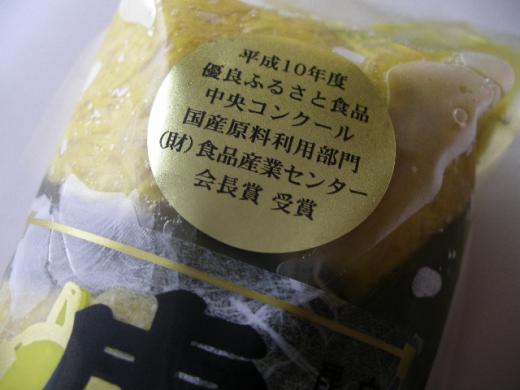 平成10年度
優良ふるさと食品
中央コンクール
国産原料利用部門
(財)食品産業センター
会長賞 受賞